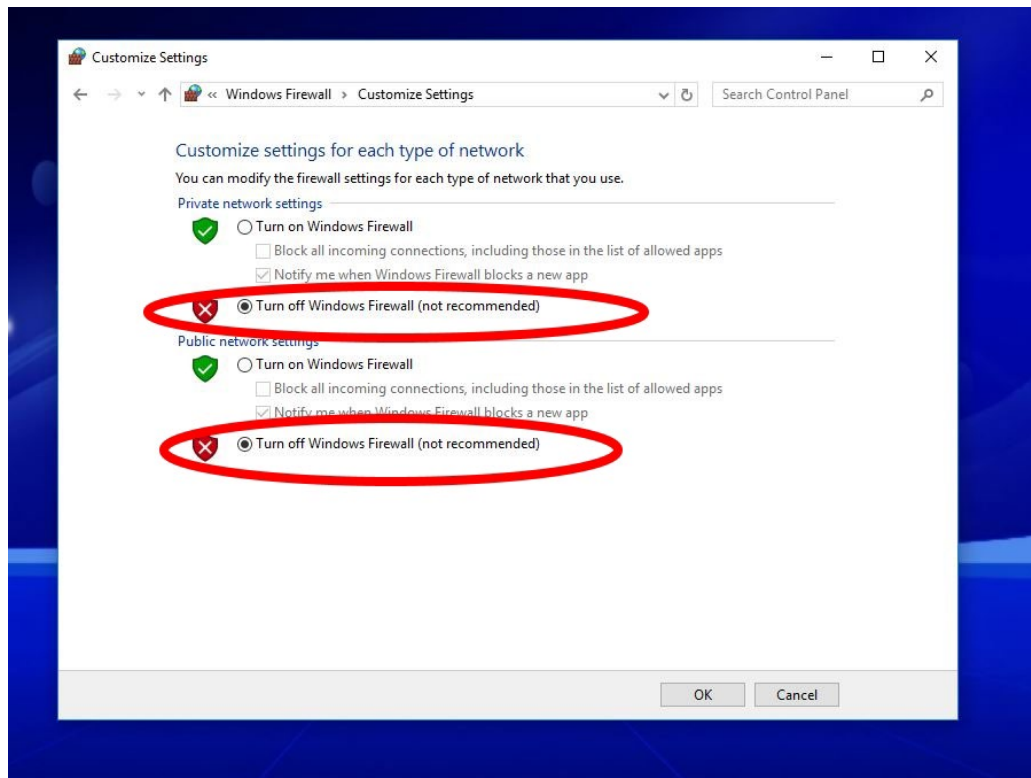 Customize Settings
« Windows Firewall › Customize Settings
Search Control Panel
Customize settings for each type of network
You can modify the firewall settings for each type of network that you use.
Private network settings
Turn on Windows Firewall
Block all incoming connections, including those in the list of allowed apps
Notify me when Windows Firewall blocks a new app
Turn off Windows Firewall (not recommended)
Public network settings
Turn on Windows Firewall
Block all incoming connections, including those in the list of allowed apps
Notify me when Windows Firewall blocks a new app
Turn off Windows Firewall (not recommended)
OK
Cancel